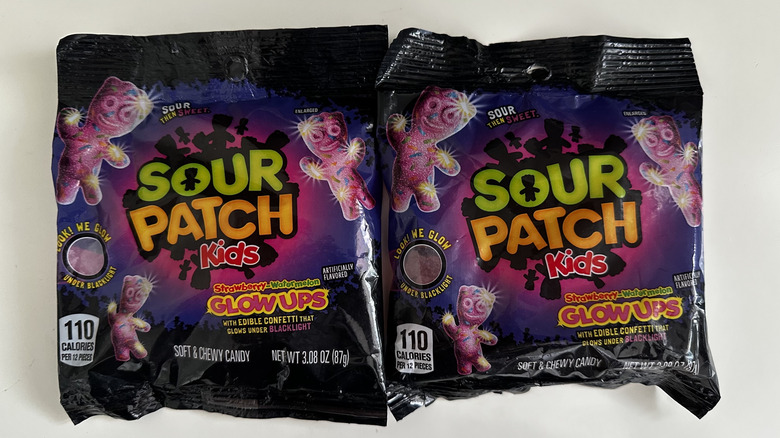 SOUR
THEN SWEET.
ENLARGED
SOUR
PATCH
Kids
LOOK! WE GLOW
UNDER BLACKLIGHT
ARTIFICIALLY
FLAVORED
Strawberry-Watermelon
GLOW UPS
WITH EDIBLE CONFETTI THAT
GLOWS UNDER BLACKLIGHT
110
CALORIES
PER 12 PIECES
SOFT & CHEWY CANDY
NET WT 3.08 OZ (87g)
SOUR
THEN SWEET.
ENLARGED
SOUR
PATCH
Kids
LOOK! WE GLOW
UNDER BLACKLIGHT
ARTIFICIALLY
FLAVORED
Strawberry-Watermelon
GLOW UPS
WITH EDIBLE CONFETTI THAT
GLOWS UNDER BLACKLIGHT
110
CALORIES
PER 12 PIECES
SOFT & CHEWY CANDY
NET WT 3.08 OZ